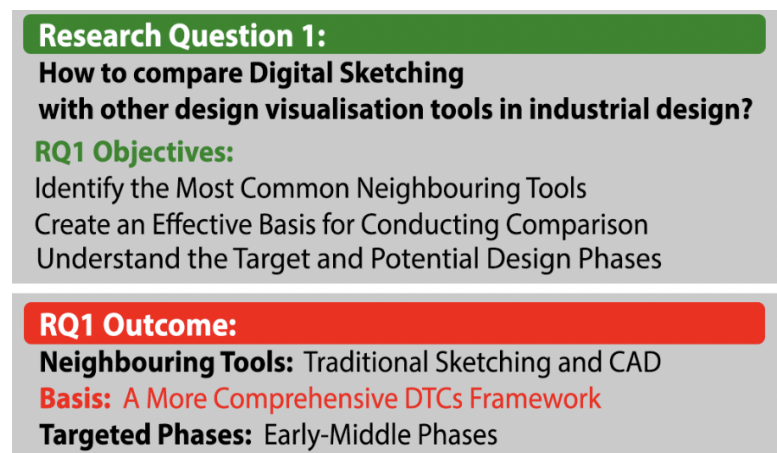 Research Question 1:
How to compare Digital Sketching
with other design visualisation tools in industrial design?
RQ1 Objectives:
Identify the Most Common Neighbouring Tools
Create an Effective Basis for Conducting Comparison
Understand the Target and Potential Design Phases
RQ1 Outcome:
Neighbouring Tools: Traditional Sketching and CAD
Basis: A More Comprehensive DTCs Framework
Targeted Phases: Early-Middle Phases